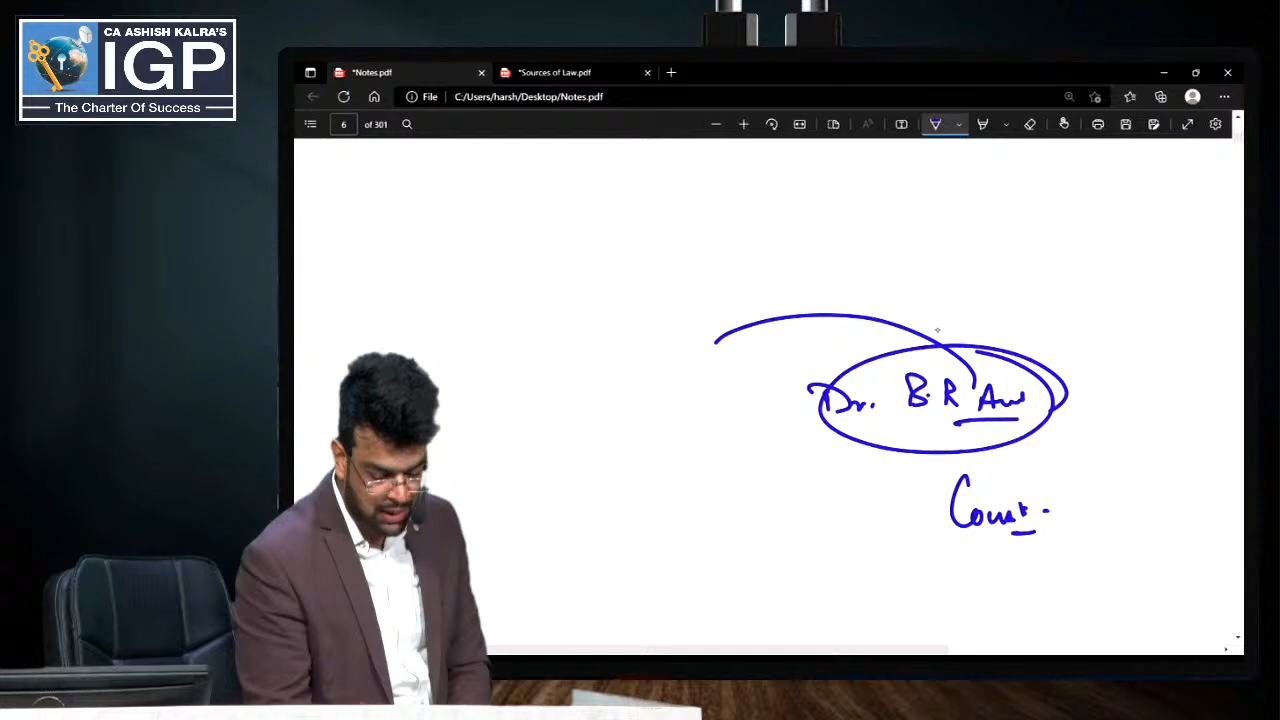 CA ASHISH KALRA'S
IGP
The Charter Of Success
*Notes.pdf
*Sources of Law.pdf
File
C:/Users/harsh/Desktop/Notes.pdf
6
of 301
Dr. B.R
Const.